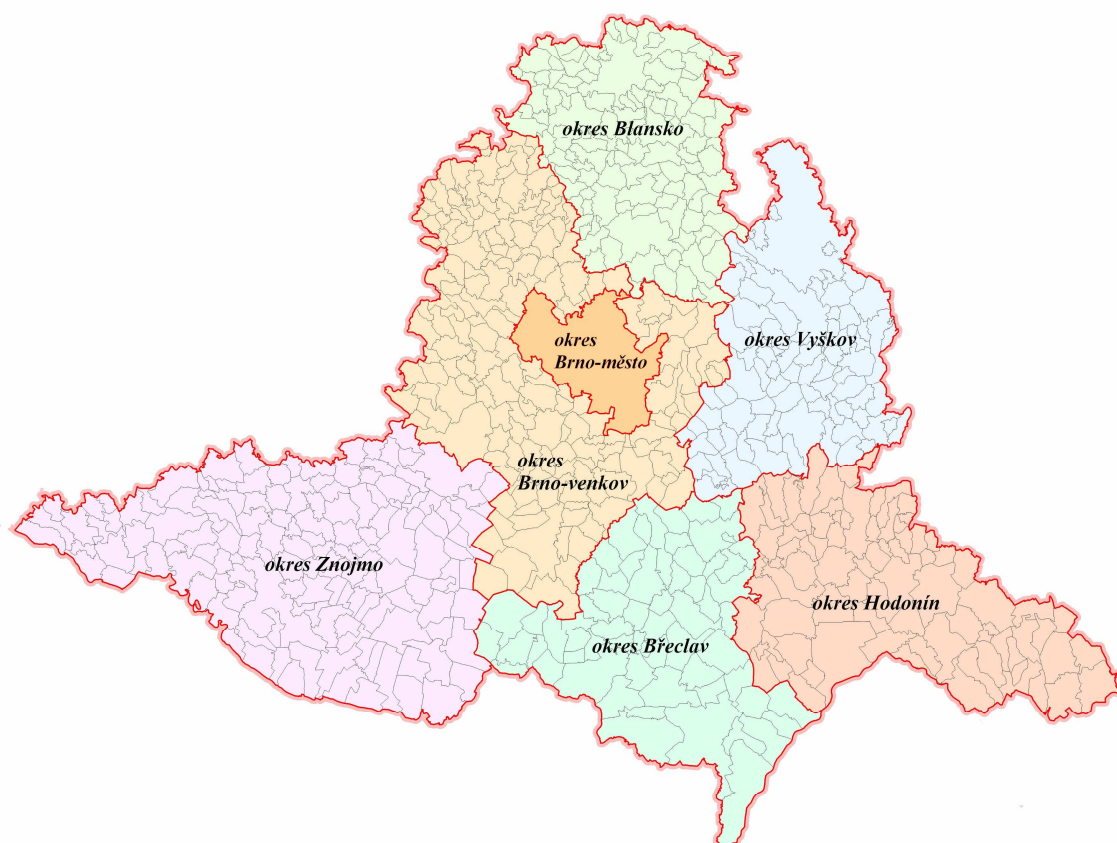 okres Blansko
okres
Brno-město
okres Vyškov
okres
Brno-venkov
okres Znojmo
okres Hodonín
okres Břeclav